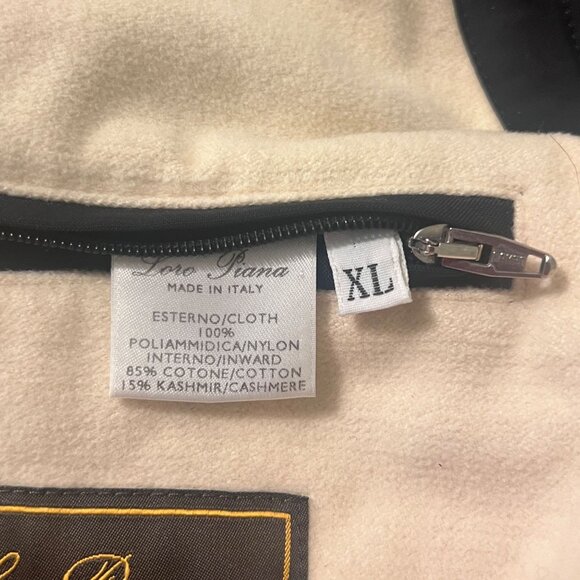 Loro Piana
MADE IN ITALY
ESTERNO/CLOTH
100%
POLIAMMIDICA/NYLON
INTERNO/INWARD
85% COTONE/COTTON
15% KASHMIR/CASHMERE
XL